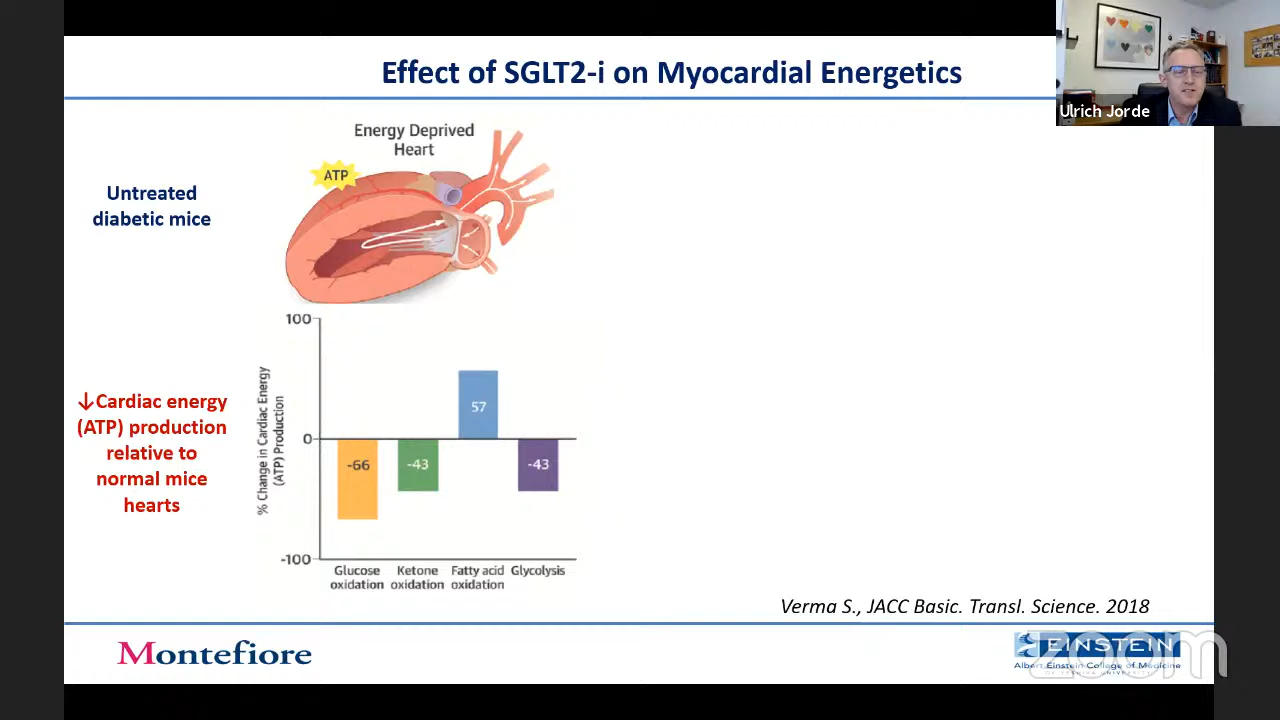 Effect of SGLT2-i on Myocardial Energetics
Ulrich Jorde
Energy Deprived
Heart
ATP
Untreated
diabetic mice
↓Cardiac energy
(ATP) production
relative to
normal mice
hearts
% Change in Cardiac Energy
(ATP) Production
100
0
-100
-66
-43
57
-43
Glucose
oxidation
Ketone
oxidation
Fatty acid
oxidation
Glycolysis
Verma S., JACC Basic. Transl. Science. 2018
Montefiore
EINSTEIN
Albert Einstein College of Medicine
OF YESHIVA UNIVERSITY
zoom